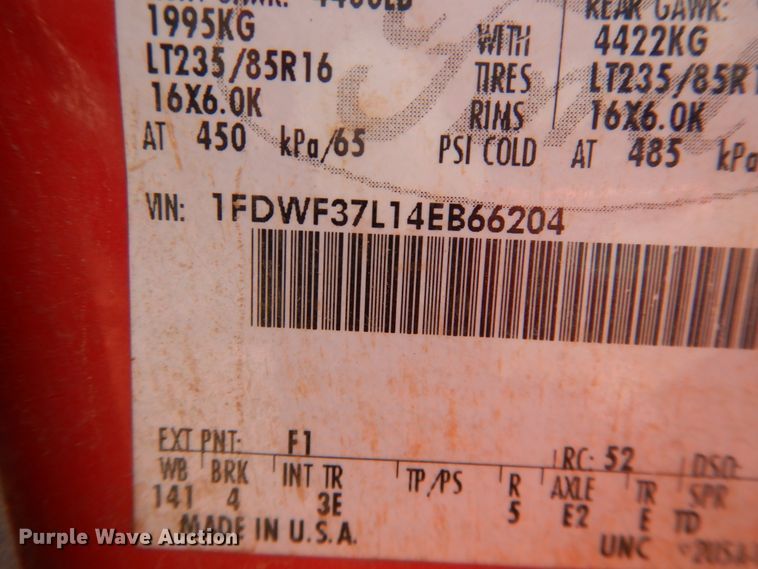 4400LB REAR GAWR:
1995KG WITH 4422KG
LT235/85R16 TIRES LT235/85R1
16X6.0K RIMS 16X6.0K
AT 450 kPa/65 PSI COLD AT 485 kPa
VIN: 1FDWF37L14EB66204
EXT PNT: F1 RC: 52 DSO:
WB BRK INT TR TP/PS R AXLE TR SPR
141 4 3E 5 E2 E TD
MADE IN U.S.A. UNC
Purple Wave Auction